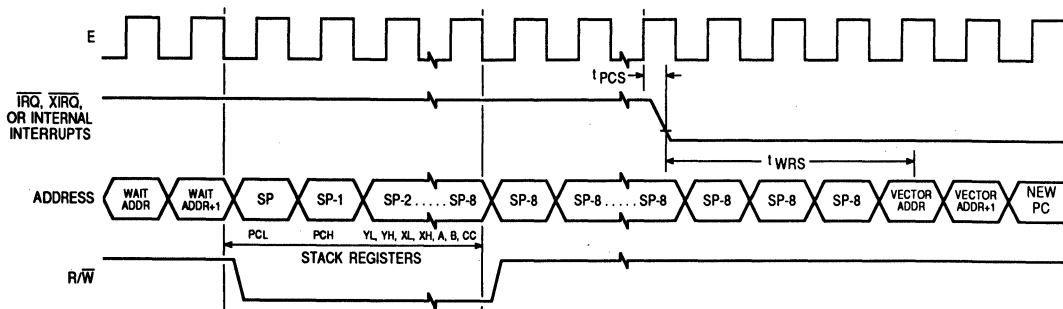 E
t PCS
IRQ, XIRQ,
OR INTERNAL
INTERRUPTS
t WRS
ADDRESS
WAIT ADDR
WAIT ADDR+1
SP
SP-1
SP-2 ..... SP-8
SP-8
SP-8 ..... SP-8
SP-8
SP-8
SP-8
VECTOR ADDR
VECTOR ADDR+1
NEW PC
PCL
PCH
YL, YH, XL, XH, A, B, CC
STACK REGISTERS
R/W